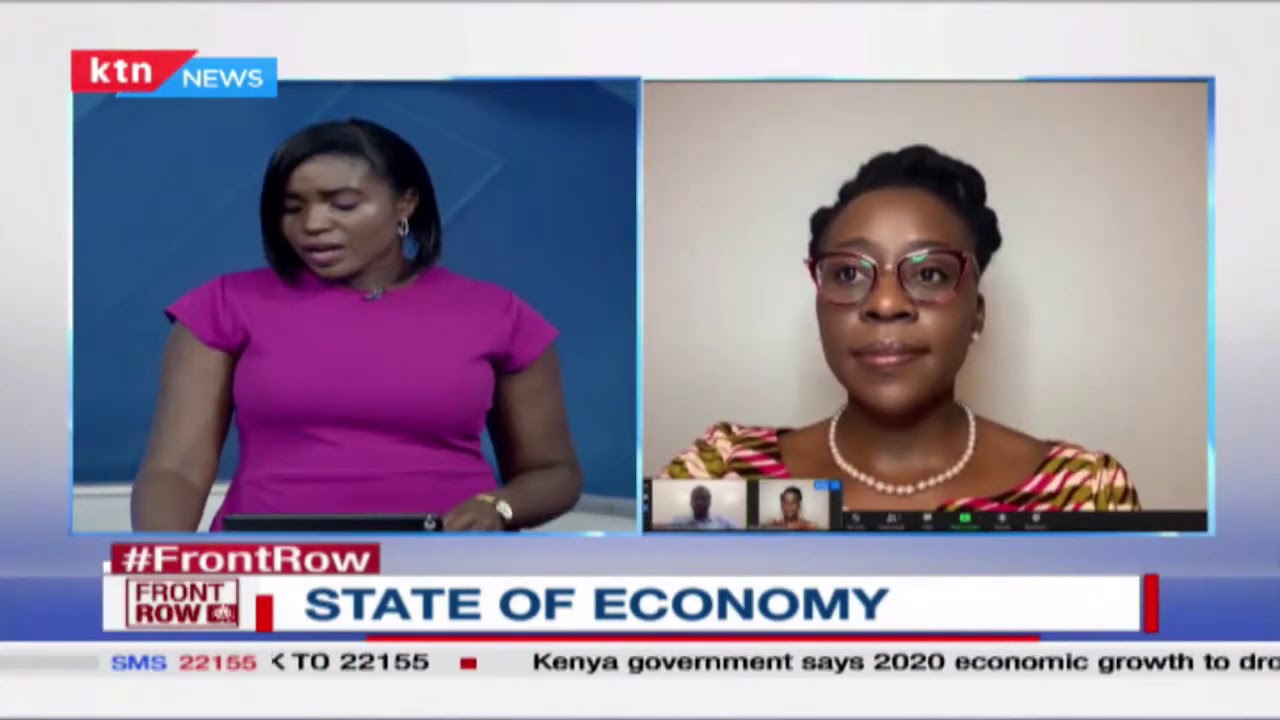 ktn NEWS
#FrontRow
FRONT
ROW
STATE OF ECONOMY
SMS 22155 K TO 22155 Kenya government says 2020 economic growth to dro